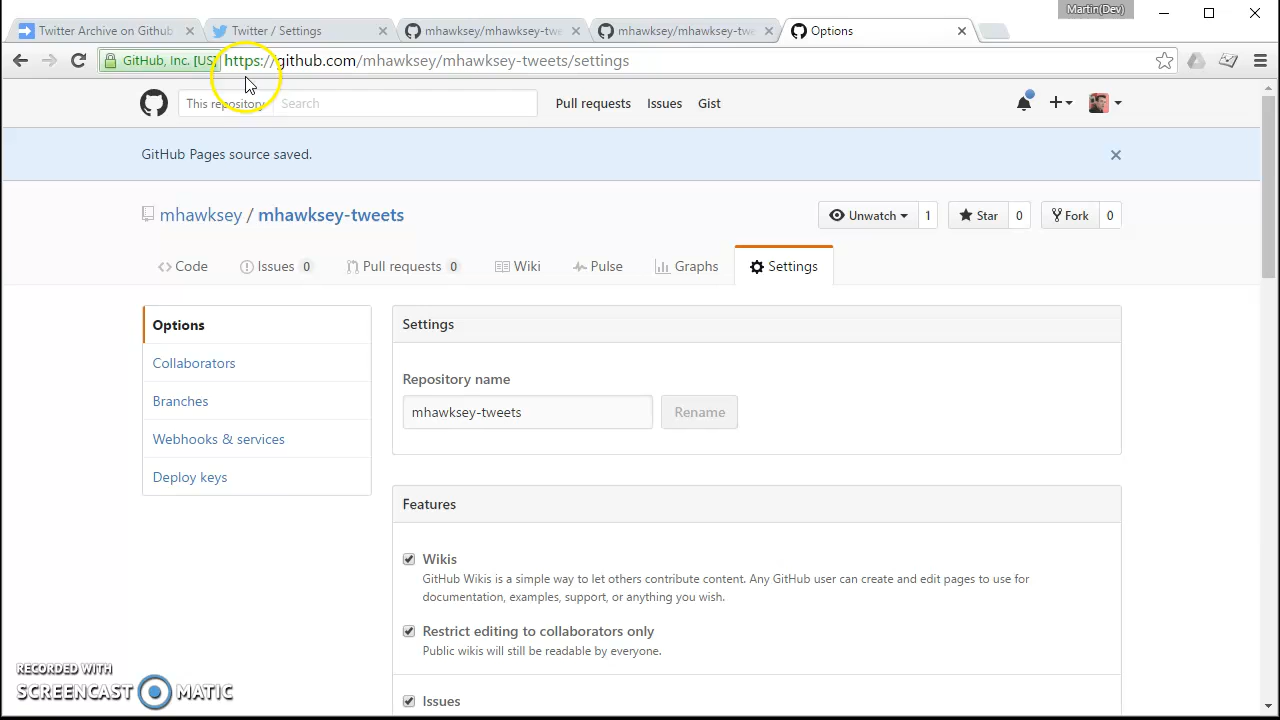 Martin(Dev)
Twitter Archive on Github
Twitter / Settings
mhawksey/mhawksey-twe
mhawksey/mhawksey-twe
Options
GitHub, Inc. [US]
https://github.com/mhawksey/mhawksey-tweets/settings
This repository
Search
Pull requests
Issues
Gist
GitHub Pages source saved.
mhawksey / mhawksey-tweets
Unwatch 1
Star 0
Fork 0
Code
Issues 0
Pull requests 0
Wiki
Pulse
Graphs
Settings
Options
Collaborators
Branches
Webhooks & services
Deploy keys
Settings
Repository name
mhawksey-tweets
Rename
Features
Wikis
GitHub Wikis is a simple way to let others contribute content. Any GitHub user can create and edit pages to use for
documentation, examples, support, or anything you wish.
Restrict editing to collaborators only
Public wikis will still be readable by everyone.
Issues
RECORDED WITH
SCREENCAST MATIC